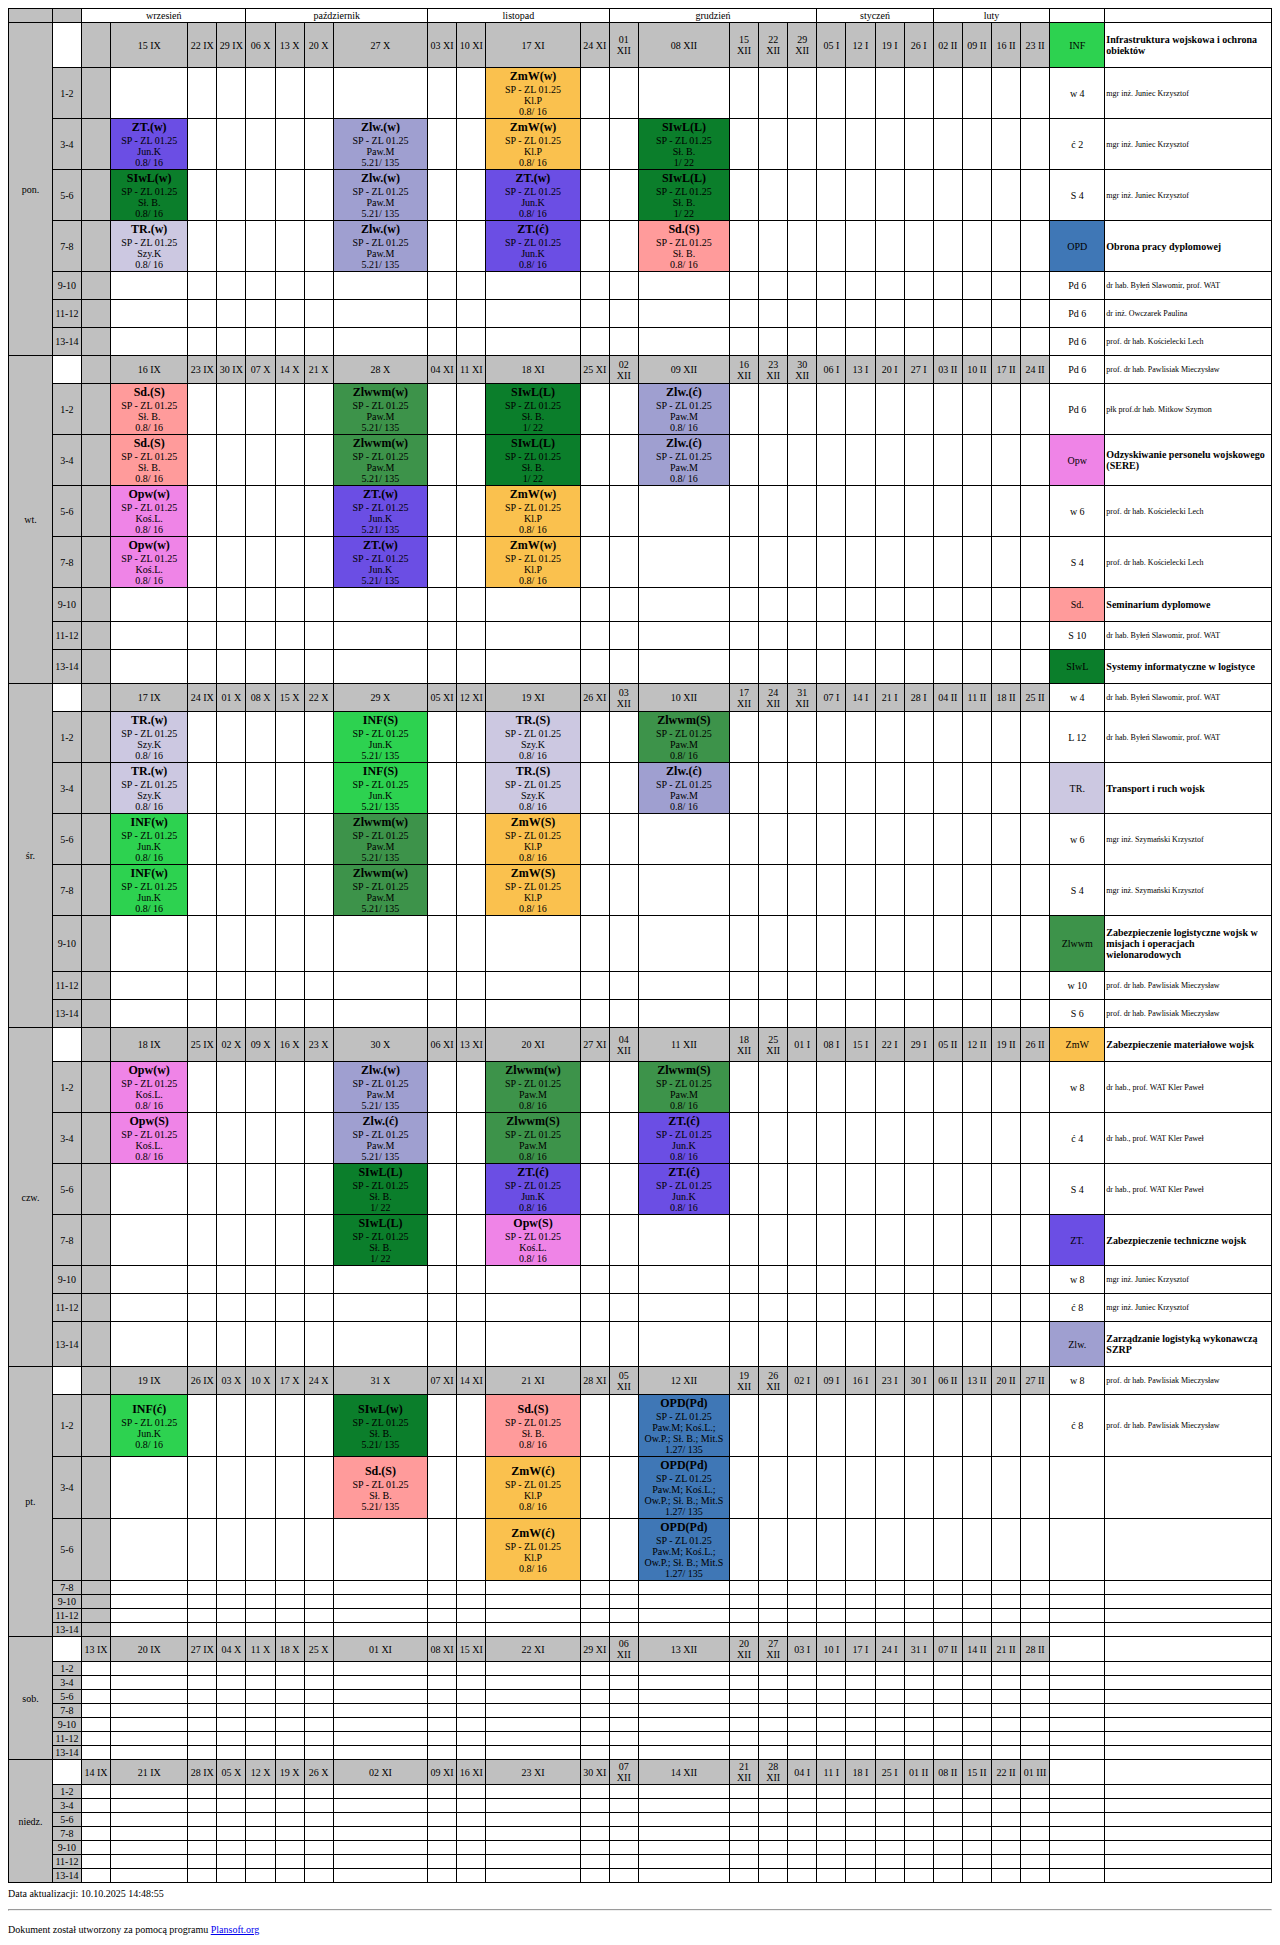 wrzesień październik listopad grudzień styczeń luty
pon.
15 IX 22 IX 29 IX 06 X 13 X 20 X 27 X 03 XI 10 XI 17 XI 24 XI 01 XII 08 XII 15 XII 22 XII 29 XII 05 I 12 I 19 I 26 I 02 II 09 II 16 II 23 II INF Infrastruktura wojskowa i ochrona obiektów
1-2 ZmW(w) SP - ZL 01.25 Kl.P 0.8/ 16 w 4 mgr inż. Juniec Krzysztof
3-4 ZT.(w) SP - ZL 01.25 Jun.K 0.8/ 16 Zlw.(w) SP - ZL 01.25 Paw.M 5.21/ 135 ZmW(w) SP - ZL 01.25 Kl.P 0.8/ 16 SIwL(L) SP - ZL 01.25 Sł. B. 1/ 22 ć 2 mgr inż. Juniec Krzysztof
5-6 SIwL(w) SP - ZL 01.25 Sł. B. 0.8/ 16 Zlw.(w) SP - ZL 01.25 Paw.M 5.21/ 135 ZT.(w) SP - ZL 01.25 Jun.K 0.8/ 16 SIwL(L) SP - ZL 01.25 Sł. B. 1/ 22 S 4 mgr inż. Juniec Krzysztof
7-8 TR.(w) SP - ZL 01.25 Szy.K 0.8/ 16 Zlw.(w) SP - ZL 01.25 Paw.M 5.21/ 135 ZT.(ć) SP - ZL 01.25 Jun.K 0.8/ 16 Sd.(S) SP - ZL 01.25 Sł. B. 0.8/ 16 OPD Obrona pracy dyplomowej
9-10 Pd 6 dr hab. Byłeń Slawomir, prof. WAT
11-12 Pd 6 dr inż. Owczarek Paulina
13-14 Pd 6 prof. dr hab. Kościelecki Lech
wt.
16 IX 23 IX 30 IX 07 X 14 X 21 X 28 X 04 XI 11 XI 18 XI 25 XI 02 XII 09 XII 16 XII 23 XII 30 XII 06 I 13 I 20 I 27 I 03 II 10 II 17 II 24 II Pd 6 prof. dr hab. Pawlisiak Mieczysław
1-2 Sd.(S) SP - ZL 01.25 Sł. B. 0.8/ 16 Zlwwm(w) SP - ZL 01.25 Paw.M 5.21/ 135 SIwL(L) SP - ZL 01.25 Sł. B. 1/ 22 Zlw.(ć) SP - ZL 01.25 Paw.M 0.8/ 16 Pd 6 płk prof.dr hab. Mitkow Szymon
3-4 Sd.(S) SP - ZL 01.25 Sł. B. 0.8/ 16 Zlwwm(w) SP - ZL 01.25 Paw.M 5.21/ 135 SIwL(L) SP - ZL 01.25 Sł. B. 1/ 22 Zlw.(ć) SP - ZL 01.25 Paw.M 0.8/ 16 Opw Odzyskiwanie personelu wojskowego (SERE)
5-6 Opw(w) SP - ZL 01.25 Koś.L. 0.8/ 16 ZT.(w) SP - ZL 01.25 Jun.K 5.21/ 135 ZmW(w) SP - ZL 01.25 Kl.P 0.8/ 16 w 6 prof. dr hab. Kościelecki Lech
7-8 Opw(w) SP - ZL 01.25 Koś.L. 0.8/ 16 ZT.(w) SP - ZL 01.25 Jun.K 5.21/ 135 ZmW(w) SP - ZL 01.25 Kl.P 0.8/ 16 S 4 prof. dr hab. Kościelecki Lech
9-10 Sd. Seminarium dyplomowe
11-12 S 10 dr hab. Byłeń Slawomir, prof. WAT
13-14 SIwL Systemy informatyczne w logistyce
śr.
17 IX 24 IX 01 X 08 X 15 X 22 X 29 X 05 XI 12 XI 19 XI 26 XI 03 XII 10 XII 17 XII 24 XII 31 XII 07 I 14 I 21 I 28 I 04 II 11 II 18 II 25 II w 4 dr hab. Byłeń Slawomir, prof. WAT
1-2 TR.(w) SP - ZL 01.25 Szy.K 0.8/ 16 INF(S) SP - ZL 01.25 Jun.K 5.21/ 135 TR.(S) SP - ZL 01.25 Szy.K 0.8/ 16 Zlwwm(S) SP - ZL 01.25 Paw.M 0.8/ 16 L 12 dr hab. Byłeń Slawomir, prof. WAT
3-4 TR.(w) SP - ZL 01.25 Szy.K 0.8/ 16 INF(S) SP - ZL 01.25 Jun.K 5.21/ 135 TR.(S) SP - ZL 01.25 Szy.K 0.8/ 16 Zlw.(ć) SP - ZL 01.25 Paw.M 0.8/ 16 TR. Transport i ruch wojsk
5-6 INF(w) SP - ZL 01.25 Jun.K 0.8/ 16 Zlwwm(w) SP - ZL 01.25 Paw.M 5.21/ 135 ZmW(S) SP - ZL 01.25 Kl.P 0.8/ 16 w 6 mgr inż. Szymański Krzysztof
7-8 INF(w) SP - ZL 01.25 Jun.K 0.8/ 16 Zlwwm(w) SP - ZL 01.25 Paw.M 5.21/ 135 ZmW(S) SP - ZL 01.25 Kl.P 0.8/ 16 S 4 mgr inż. Szymański Krzysztof
9-10 Zlwwm Zabezpieczenie logistyczne wojsk w misjach i operacjach wielonarodowych
11-12 w 10 prof. dr hab. Pawlisiak Mieczysław
13-14 S 6 prof. dr hab. Pawlisiak Mieczysław
czw.
18 IX 25 IX 02 X 09 X 16 X 23 X 30 X 06 XI 13 XI 20 XI 27 XI 04 XII 11 XII 18 XII 25 XII 01 I 08 I 15 I 22 I 29 I 05 II 12 II 19 II 26 II ZmW Zabezpieczenie materiałowe wojsk
1-2 Opw(w) SP - ZL 01.25 Koś.L. 0.8/ 16 Zlw.(w) SP - ZL 01.25 Paw.M 5.21/ 135 Zlwwm(w) SP - ZL 01.25 Paw.M 0.8/ 16 Zlwwm(S) SP - ZL 01.25 Paw.M 0.8/ 16 w 8 dr hab., prof. WAT Kler Paweł
3-4 Opw(S) SP - ZL 01.25 Koś.L. 0.8/ 16 Zlw.(ć) SP - ZL 01.25 Paw.M 5.21/ 135 Zlwwm(S) SP - ZL 01.25 Paw.M 0.8/ 16 ZT.(ć) SP - ZL 01.25 Jun.K 0.8/ 16 ć 4 dr hab., prof. WAT Kler Paweł
5-6 SIwL(L) SP - ZL 01.25 Sł. B. 1/ 22 ZT.(ć) SP - ZL 01.25 Jun.K 0.8/ 16 ZT.(ć) SP - ZL 01.25 Jun.K 0.8/ 16 S 4 dr hab., prof. WAT Kler Paweł
7-8 SIwL(L) SP - ZL 01.25 Sł. B. 1/ 22 Opw(S) SP - ZL 01.25 Koś.L. 0.8/ 16 ZT. Zabezpieczenie techniczne wojsk
9-10 w 8 mgr inż. Juniec Krzysztof
11-12 ć 8 mgr inż. Juniec Krzysztof
13-14 Zlw. Zarządzanie logistyką wykonawczą SZRP
pt.
19 IX 26 IX 03 X 10 X 17 X 24 X 31 X 07 XI 14 XI 21 XI 28 XI 05 XII 12 XII 19 XII 26 XII 02 I 09 I 16 I 23 I 30 I 06 II 13 II 20 II 27 II w 8 prof. dr hab. Pawlisiak Mieczysław
1-2 INF(ć) SP - ZL 01.25 Jun.K 0.8/ 16 SIwL(w) SP - ZL 01.25 Sł. B. 5.21/ 135 Sd.(S) SP - ZL 01.25 Sł. B. 0.8/ 16 OPD(Pd) SP - ZL 01.25 Paw.M; Koś.L.; Ow.P.; Sł. B.; Mit.S 1.27/ 135 ć 8 prof. dr hab. Pawlisiak Mieczysław
3-4 Sd.(S) SP - ZL 01.25 Sł. B. 5.21/ 135 ZmW(ć) SP - ZL 01.25 Kl.P 0.8/ 16 OPD(Pd) SP - ZL 01.25 Paw.M; Koś.L.; Ow.P.; Sł. B.; Mit.S 1.27/ 135
5-6 ZmW(ć) SP - ZL 01.25 Kl.P 0.8/ 16 OPD(Pd) SP - ZL 01.25 Paw.M; Koś.L.; Ow.P.; Sł. B.; Mit.S 1.27/ 135
7-8
9-10
11-12
13-14
sob.
13 IX 20 IX 27 IX 04 X 11 X 18 X 25 X 01 XI 08 XI 15 XI 22 XI 29 XI 06 XII 13 XII 20 XII 27 XII 03 I 10 I 17 I 24 I 31 I 07 II 14 II 21 II 28 II
1-2
3-4
5-6
7-8
9-10
11-12
13-14
niedz.
14 IX 21 IX 28 IX 05 X 12 X 19 X 26 X 02 XI 09 XI 16 XI 23 XI 30 XI 07 XII 14 XII 21 XII 28 XII 04 I 11 I 18 I 25 I 01 II 08 II 15 II 22 II 01 III
1-2
3-4
5-6
7-8
9-10
11-12
13-14
Data aktualizacji: 10.10.2025 14:48:55
Dokument został utworzony za pomocą programu Plansoft.org